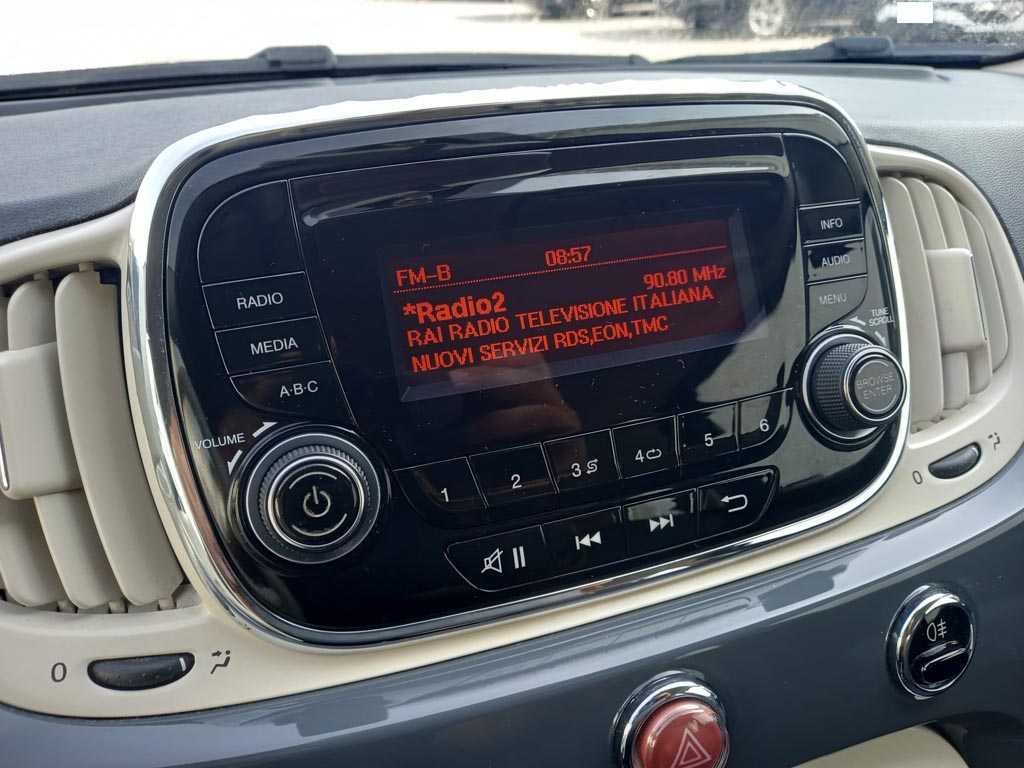 FM-B
08:57
*Radio2
90.80 MHz
RAI RADIO TELEVISIONE ITALIANA
NUOVI SERVIZI RDS,EON,TMC
RADIO
MEDIA
A·B·C
VOLUME
INFO
AUDIO
MENU
TUNE
SCROLL
BROWSE
ENTER
1
2
3
4
5
6
0
0